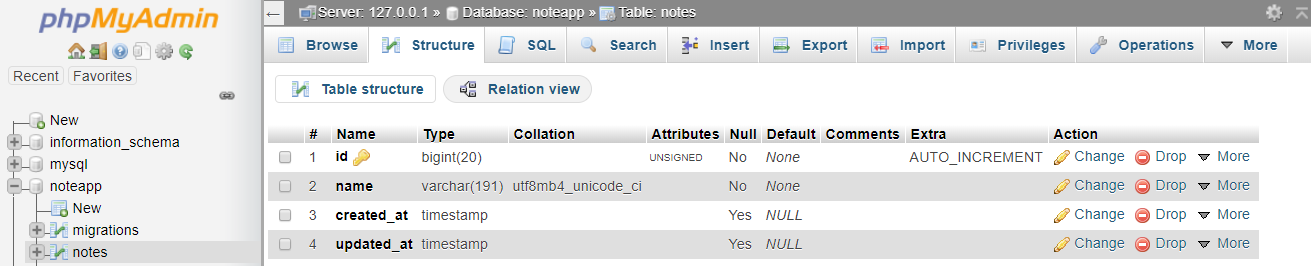 phpMyAdmin
Recent Favorites
New
information_schema
mysql
noteapp
New
migrations
notes
Server: 127.0.0.1 » Database: noteapp » Table: notes
Browse Structure SQL Search Insert Export Import Privileges Operations More
Table structure Relation view
# Name Type Collation Attributes Null Default Comments Extra Action
1 id bigint(20) UNSIGNED No None AUTO_INCREMENT Change Drop More
2 name varchar(191) utf8mb4_unicode_ci No None Change Drop More
3 created_at timestamp Yes NULL Change Drop More
4 updated_at timestamp Yes NULL Change Drop More